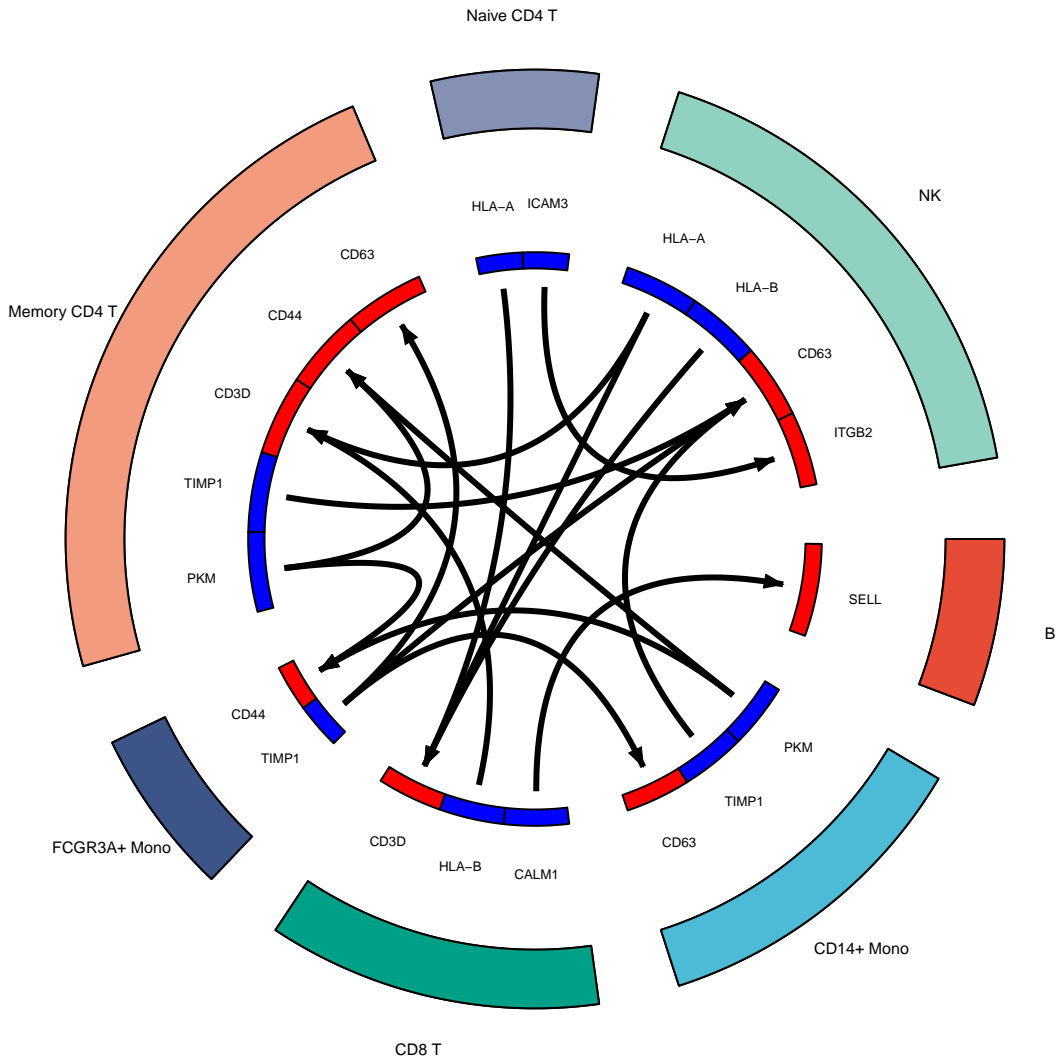 Naive CD4 T
NK
HLA−A
ICAM3
HLA−A
CD63
HLA−B
Memory CD4 T
CD44
CD63
CD3D
ITGB2
TIMP1
PKM
SELL
B
CD44
TIMP1
PKM
TIMP1
CD3D
CD63
FCGR3A+ Mono
HLA−B
CALM1
CD14+ Mono
CD8 T